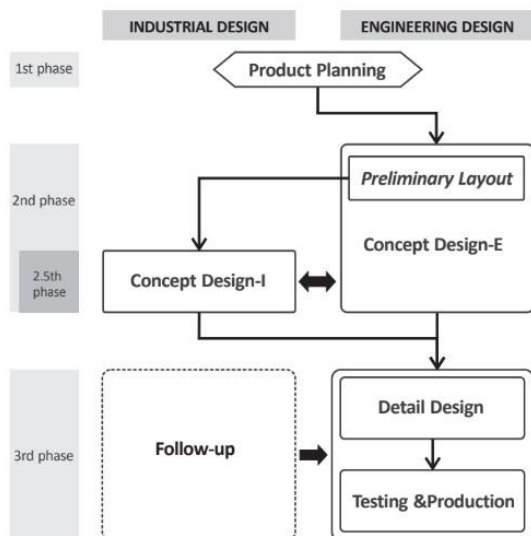 INDUSTRIAL DESIGN
ENGINEERING DESIGN
1st phase
Product Planning
Preliminary Layout
2nd phase
Concept Design-E
2.5th
phase
Concept Design-I
Detail Design
3rd phase
Follow-up
Testing &Production